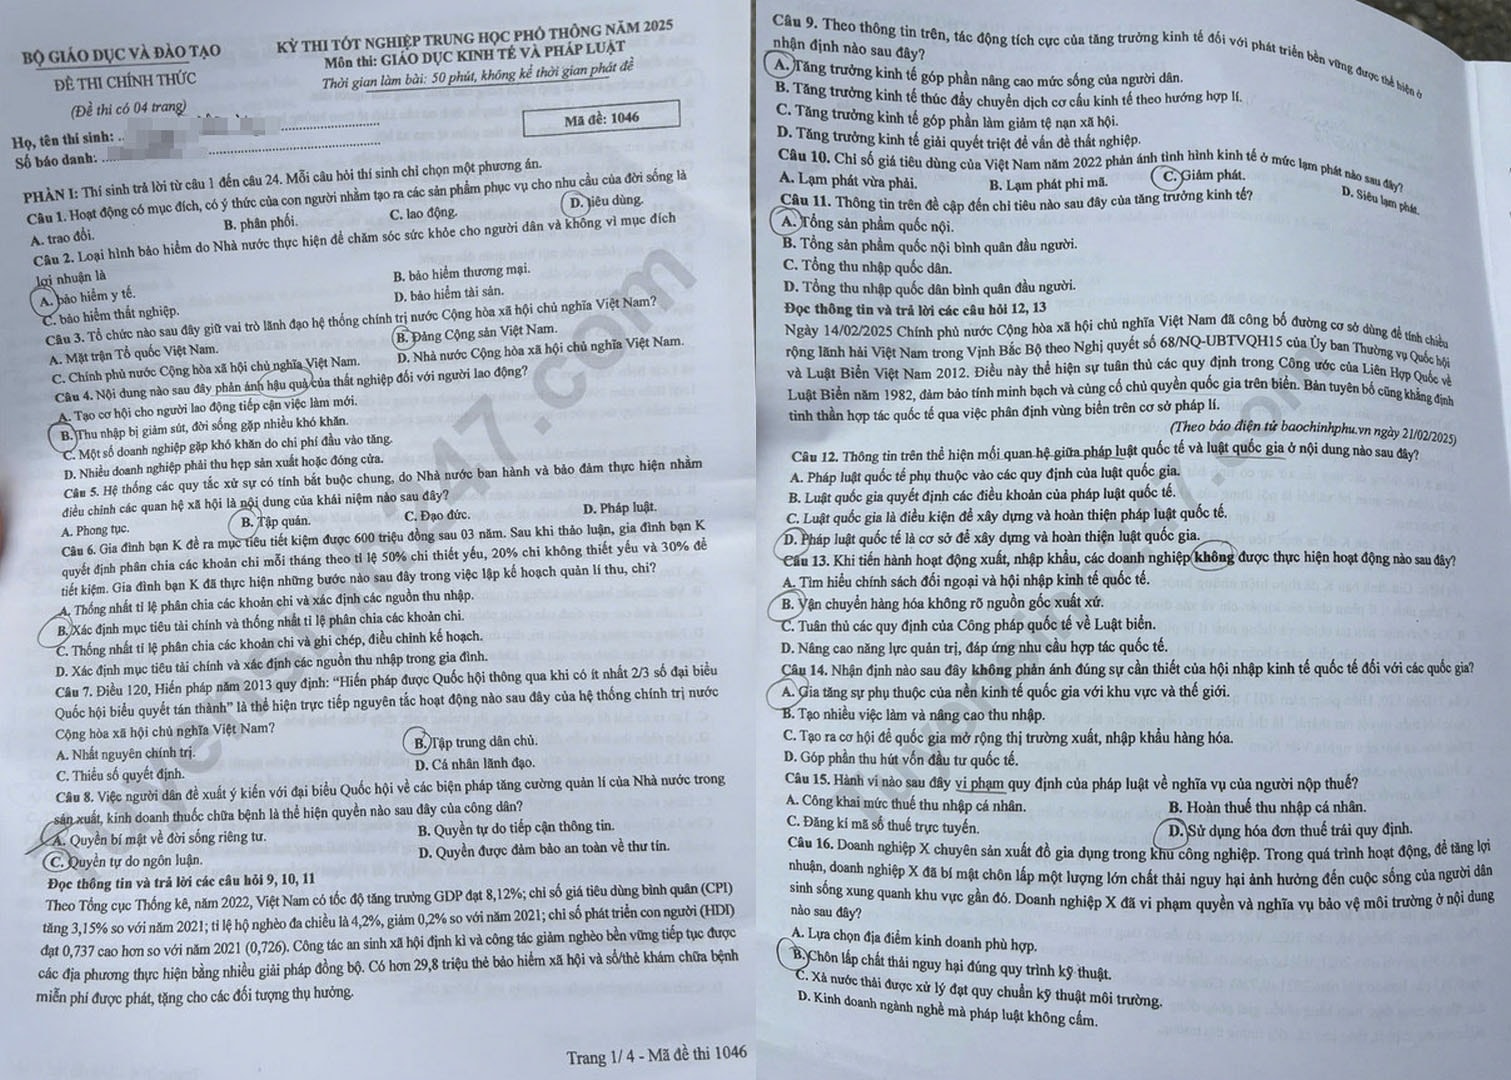 BỘ GIÁO DỤC VÀ ĐÀO TẠO
ĐỀ THI CHÍNH THỨC
(Đề thi có 04 trang)
KỲ THI TỐT NGHIỆP TRUNG HỌC PHỔ THÔNG NĂM 2025
Môn thi: GIÁO DỤC KINH TẾ VÀ PHÁP LUẬT
Thời gian làm bài: 50 phút, không kể thời gian phát đề
Họ, tên thí sinh:
Số báo danh:
Mã đề: 1046
PHẦN I: Thí sinh trả lời từ câu 1 đến câu 24. Mỗi câu hỏi thí sinh chỉ chọn một phương án.
Câu 1. Hoạt động có mục đích, có ý thức của con người nhằm tạo ra các sản phẩm phục vụ cho nhu cầu của đời sống là
A. trao đổi. B. phân phối. C. lao động. D. tiêu dùng.
Câu 2. Loại hình bảo hiểm do Nhà nước thực hiện để chăm sóc sức khỏe cho người dân và không vì mục đích
lợi nhuận là
A. bảo hiểm y tế. B. bảo hiểm thương mại.
C. bảo hiểm thất nghiệp. D. bảo hiểm tài sản.
Câu 3. Tổ chức nào sau đây giữ vai trò lãnh đạo hệ thống chính trị nước Cộng hòa xã hội chủ nghĩa Việt Nam?
A. Mặt trận Tổ quốc Việt Nam. B. Đảng Cộng sản Việt Nam.
C. Chính phủ nước Cộng hòa xã hội chủ nghĩa Việt Nam. D. Nhà nước Cộng hòa xã hội chủ nghĩa Việt Nam.
Câu 4. Nội dung nào sau đây phản ánh hậu quả của thất nghiệp đối với người lao động?
A. Tạo cơ hội cho người lao động tiếp cận việc làm mới.
B. Thu nhập bị giảm sút, đời sống gặp nhiều khó khăn.
C. Một số doanh nghiệp gặp khó khăn do chi phí đầu vào tăng.
D. Nhiều doanh nghiệp phải thu hẹp sản xuất hoặc đóng cửa.
Câu 5. Hệ thống các quy tắc xử sự có tính bắt buộc chung, do Nhà nước ban hành và bảo đảm thực hiện nhằm
điều chỉnh các quan hệ xã hội là nội dung của khái niệm nào sau đây?
A. Phong tục. B. Tập quán. C. Đạo đức. D. Pháp luật.
Câu 6. Gia đình bạn K đề ra mục tiêu tiết kiệm được 600 triệu đồng sau 03 năm. Sau khi thảo luận, gia đình bạn K
quyết định phân chia các khoản chi mỗi tháng theo tỉ lệ 50% chi thiết yếu, 20% chi không thiết yếu và 30% để
tiết kiệm. Gia đình bạn K đã thực hiện những bước nào sau đây trong việc lập kế hoạch quản lí thu, chi?
A. Thống nhất tỉ lệ phân chia các khoản chi và xác định các nguồn thu nhập.
B. Xác định mục tiêu tài chính và thống nhất tỉ lệ phân chia các khoản chi.
C. Thống nhất tỉ lệ phân chia các khoản chi và ghi chép, điều chỉnh kế hoạch.
D. Xác định mục tiêu tài chính và xác định các nguồn thu nhập trong gia đình.
Câu 7. Điều 120, Hiến pháp năm 2013 quy định: “Hiến pháp được Quốc hội thông qua khi có ít nhất 2/3 số đại biểu
Quốc hội biểu quyết tán thành” là thể hiện trực tiếp nguyên tắc hoạt động nào sau đây của hệ thống chính trị nước
Cộng hòa xã hội chủ nghĩa Việt Nam?
A. Nhất nguyên chính trị. B. Tập trung dân chủ.
C. Thiểu số quyết định. D. Cá nhân lãnh đạo.
Câu 8. Việc người dân đề xuất ý kiến với đại biểu Quốc hội về các biện pháp tăng cường quản lí của Nhà nước trong
sản xuất, kinh doanh thuốc chữa bệnh là thể hiện quyền nào sau đây của công dân?
A. Quyền bí mật về đời sống riêng tư. B. Quyền tự do tiếp cận thông tin.
C. Quyền tự do ngôn luận. D. Quyền được đảm bảo an toàn về thư tín.
Đọc thông tin và trả lời các câu hỏi 9, 10, 11
Theo Tổng cục Thống kê, năm 2022, Việt Nam có tốc độ tăng trưởng GDP đạt 8,12%; chỉ số giá tiêu dùng bình quân (CPI)
tăng 3,15% so với năm 2021; tỉ lệ hộ nghèo đa chiều là 4,2%, giảm 0,2% so với năm 2021; chỉ số phát triển con người (HDI)
đạt 0,737 cao hơn so với năm 2021 (0,726). Công tác an sinh xã hội định kì và công tác giảm nghèo bền vững tiếp tục được
các địa phương thực hiện bằng nhiều giải pháp đồng bộ. Có hơn 29,8 triệu thẻ bảo hiểm xã hội và sổ/thẻ khám chữa bệnh
miễn phí được phát, tặng cho các đối tượng thụ hưởng.
Trang 1/ 4 - Mã đề thi 1046
Câu 9. Theo thông tin trên, tác động tích cực của tăng trưởng kinh tế đối với phát triển bền vững được thể hiện ở
nhận định nào sau đây?
A. Tăng trưởng kinh tế góp phần nâng cao mức sống của người dân.
B. Tăng trưởng kinh tế thúc đẩy chuyển dịch cơ cấu kinh tế theo hướng hợp lí.
C. Tăng trưởng kinh tế góp phần làm giảm tệ nạn xã hội.
D. Tăng trưởng kinh tế giải quyết triệt để vấn đề thất nghiệp.
Câu 10. Chỉ số giá tiêu dùng của Việt Nam năm 2022 phản ánh tình hình kinh tế ở mức lạm phát nào sau đây?
A. Lạm phát vừa phải. B. Lạm phát phi mã. C. Giảm phát. D. Siêu lạm phát.
Câu 11. Thông tin trên đề cập đến chỉ tiêu nào sau đây của tăng trưởng kinh tế?
A. Tổng sản phẩm quốc nội.
B. Tổng sản phẩm quốc nội bình quân đầu người.
C. Tổng thu nhập quốc dân.
D. Tổng thu nhập quốc dân bình quân đầu người.
Đọc thông tin và trả lời các câu hỏi 12, 13
Ngày 14/02/2025 Chính phủ nước Cộng hòa xã hội chủ nghĩa Việt Nam đã công bố đường cơ sở dùng để tính chiều
rộng lãnh hải Việt Nam trong Vịnh Bắc Bộ theo Nghị quyết số 68/NQ-UBTVQH15 của Ủy ban Thường vụ Quốc hội
và Luật Biển Việt Nam 2012. Điều này thể hiện sự tuân thủ các quy định trong Công ước của Liên Hợp Quốc về
Luật Biển năm 1982, đảm bảo tính minh bạch và củng cố chủ quyền quốc gia trên biển. Bản tuyên bố cũng khẳng định
tinh thần hợp tác quốc tế qua việc phân định vùng biển trên cơ sở pháp lí.
(Theo báo điện tử baochinhphu.vn ngày 21/02/2025)
Câu 12. Thông tin trên thể hiện mối quan hệ giữa pháp luật quốc tế và luật quốc gia ở nội dung nào sau đây?
A. Pháp luật quốc tế phụ thuộc vào các quy định của luật quốc gia.
B. Luật quốc gia quyết định các điều khoản của pháp luật quốc tế.
C. Luật quốc gia là điều kiện để xây dựng và hoàn thiện pháp luật quốc tế.
D. Pháp luật quốc tế là cơ sở để xây dựng và hoàn thiện luật quốc gia.
Câu 13. Khi tiến hành hoạt động xuất, nhập khẩu, các doanh nghiệp không được thực hiện hoạt động nào sau đây?
A. Tìm hiểu chính sách đối ngoại và hội nhập kinh tế quốc tế.
B. Vận chuyển hàng hóa không rõ nguồn gốc xuất xứ.
C. Tuân thủ các quy định của Công pháp quốc tế về Luật biển.
D. Nâng cao năng lực quản trị, đáp ứng nhu cầu hợp tác quốc tế.
Câu 14. Nhận định nào sau đây không phản ánh đúng sự cần thiết của hội nhập kinh tế quốc tế đối với các quốc gia?
A. Gia tăng sự phụ thuộc của nền kinh tế quốc gia với khu vực và thế giới.
B. Tạo nhiều việc làm và nâng cao thu nhập.
C. Tạo ra cơ hội để quốc gia mở rộng thị trường xuất, nhập khẩu hàng hóa.
D. Góp phần thu hút vốn đầu tư quốc tế.
Câu 15. Hành vi nào sau đây vi phạm quy định của pháp luật về nghĩa vụ của người nộp thuế?
A. Công khai mức thuế thu nhập cá nhân. B. Hoàn thuế thu nhập cá nhân.
C. Đăng kí mã số thuế trực tuyến. D. Sử dụng hóa đơn thuế trái quy định.
Câu 16. Doanh nghiệp X chuyên sản xuất đồ gia dụng trong khu công nghiệp. Trong quá trình hoạt động, để tăng lợi
nhuận, doanh nghiệp X đã bí mật chôn lấp một lượng lớn chất thải nguy hại ảnh hưởng đến cuộc sống của người dân
sinh sống xung quanh khu vực gần đó. Doanh nghiệp X đã vi phạm quyền và nghĩa vụ bảo vệ môi trường ở nội dung
nào sau đây?
A. Lựa chọn địa điểm kinh doanh phù hợp.
B. Chôn lấp chất thải nguy hại đúng quy trình kỹ thuật.
C. Xả nước thải được xử lý đạt quy chuẩn kỹ thuật môi trường.
D. Kinh doanh ngành nghề mà pháp luật không cấm.
tuyensinh247.com
tuyensinh247.com